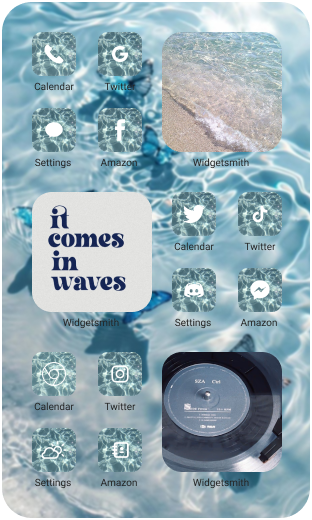 Calendar Twitter
Settings Amazon
Widgetsmith
it
comes
in
waves
Widgetsmith
Calendar Twitter
Settings Amazon
SZA Ctrl
Calendar Twitter
Settings Amazon
Widgetsmith